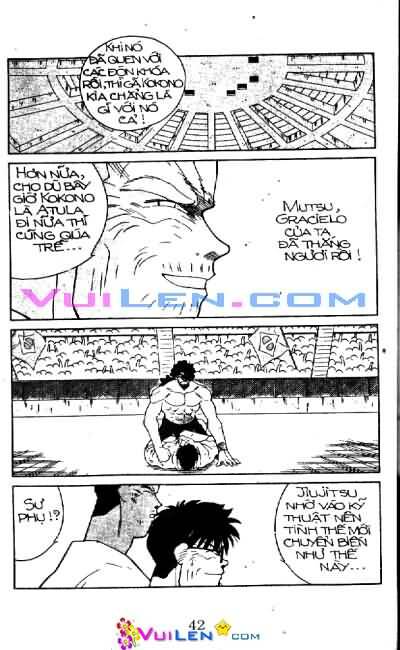 KHI NÓ
ĐÃ QUEN VỚI
CÁC ĐÒN KHÓA
RỒI, THÌ GÃ KOKONO
KIA CHẲNG LÀ
GÌ VỚI NÓ
CẢ!!
HƠN NỮA,
CHO DÙ BÂY
GIỜ KOKONO
LÀ ATULA
ĐI NỮA THÌ
CŨNG QUÁ
TRỄ...
MUTSU,
GRACIELO
CỦA TA
ĐÃ THẮNG
NGƯƠI RỒI!
VUILEN.COM
SƯ
PHỤ!?
JIUJITSU
NHỜ VÀO KỸ
THUẬT NÊN
TÌNH THẾ MỚI
CHUYỂN BIẾN
NHƯ THẾ
NÀY...
42
VUILEN.COM